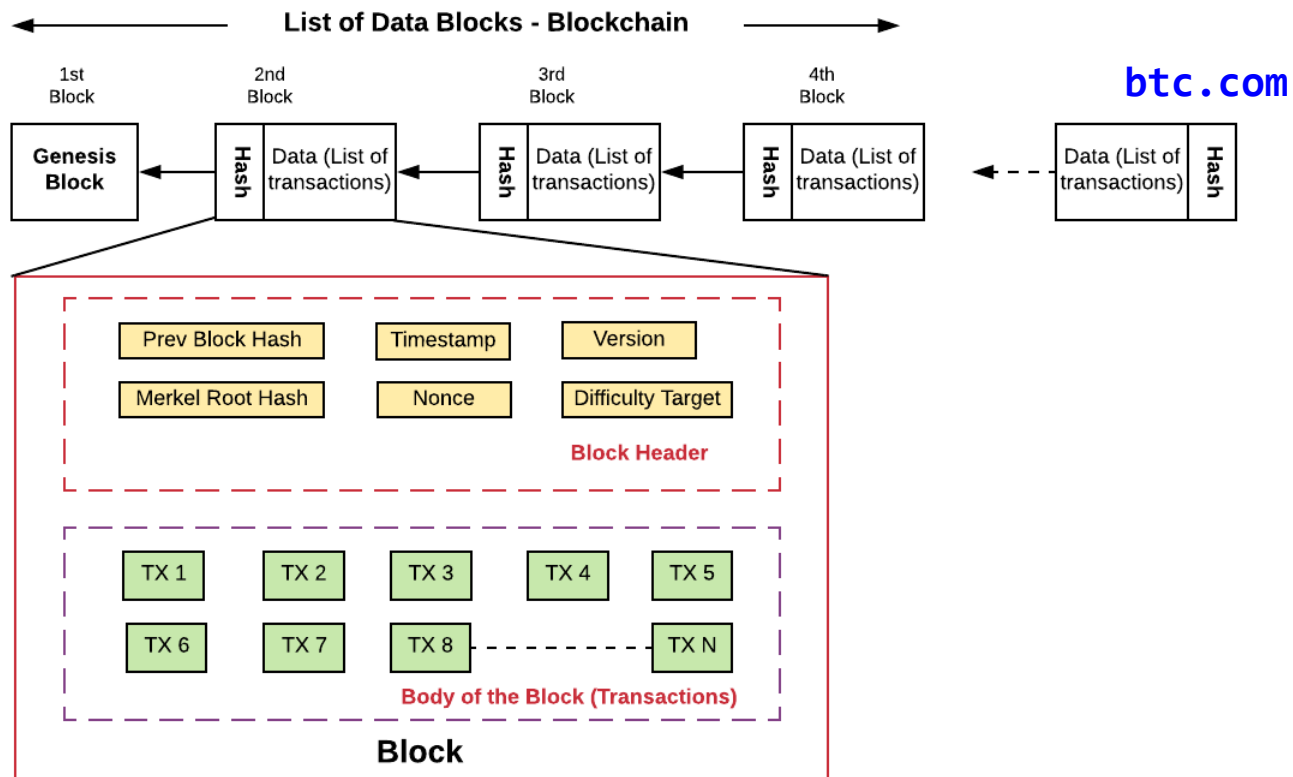 List of Data Blocks - Blockchain
btc.com
1st
Block
2nd
Block
3rd
Block
4th
Block
Genesis
Block
Hash
Data (List of
transactions)
Hash
Data (List of
transactions)
Hash
Data (List of
transactions)
Data (List of
transactions)
Hash
Prev Block Hash
Timestamp
Version
Merkel Root Hash
Nonce
Difficulty Target
Block Header
TX 1
TX 2
TX 3
TX 4
TX 5
TX 6
TX 7
TX 8
TX N
Body of the Block (Transactions)
Block